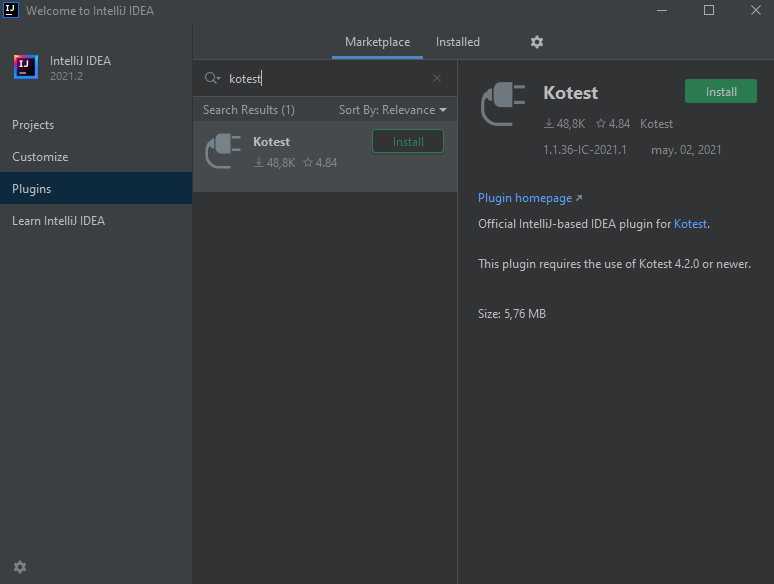 IJ Welcome to IntelliJ IDEA
IJ IntelliJ IDEA
2021.2
Projects
Customize
Plugins
Learn IntelliJ IDEA
Marketplace Installed
kotest
Search Results (1) Sort By: Relevance
Kotest Install
48,8K 4.84
Kotest Install
48,8K 4.84 Kotest
1.1.36-IC-2021.1 may. 02, 2021
Plugin homepage
Official IntelliJ-based IDEA plugin for Kotest.
This plugin requires the use of Kotest 4.2.0 or newer.
Size: 5,76 MB